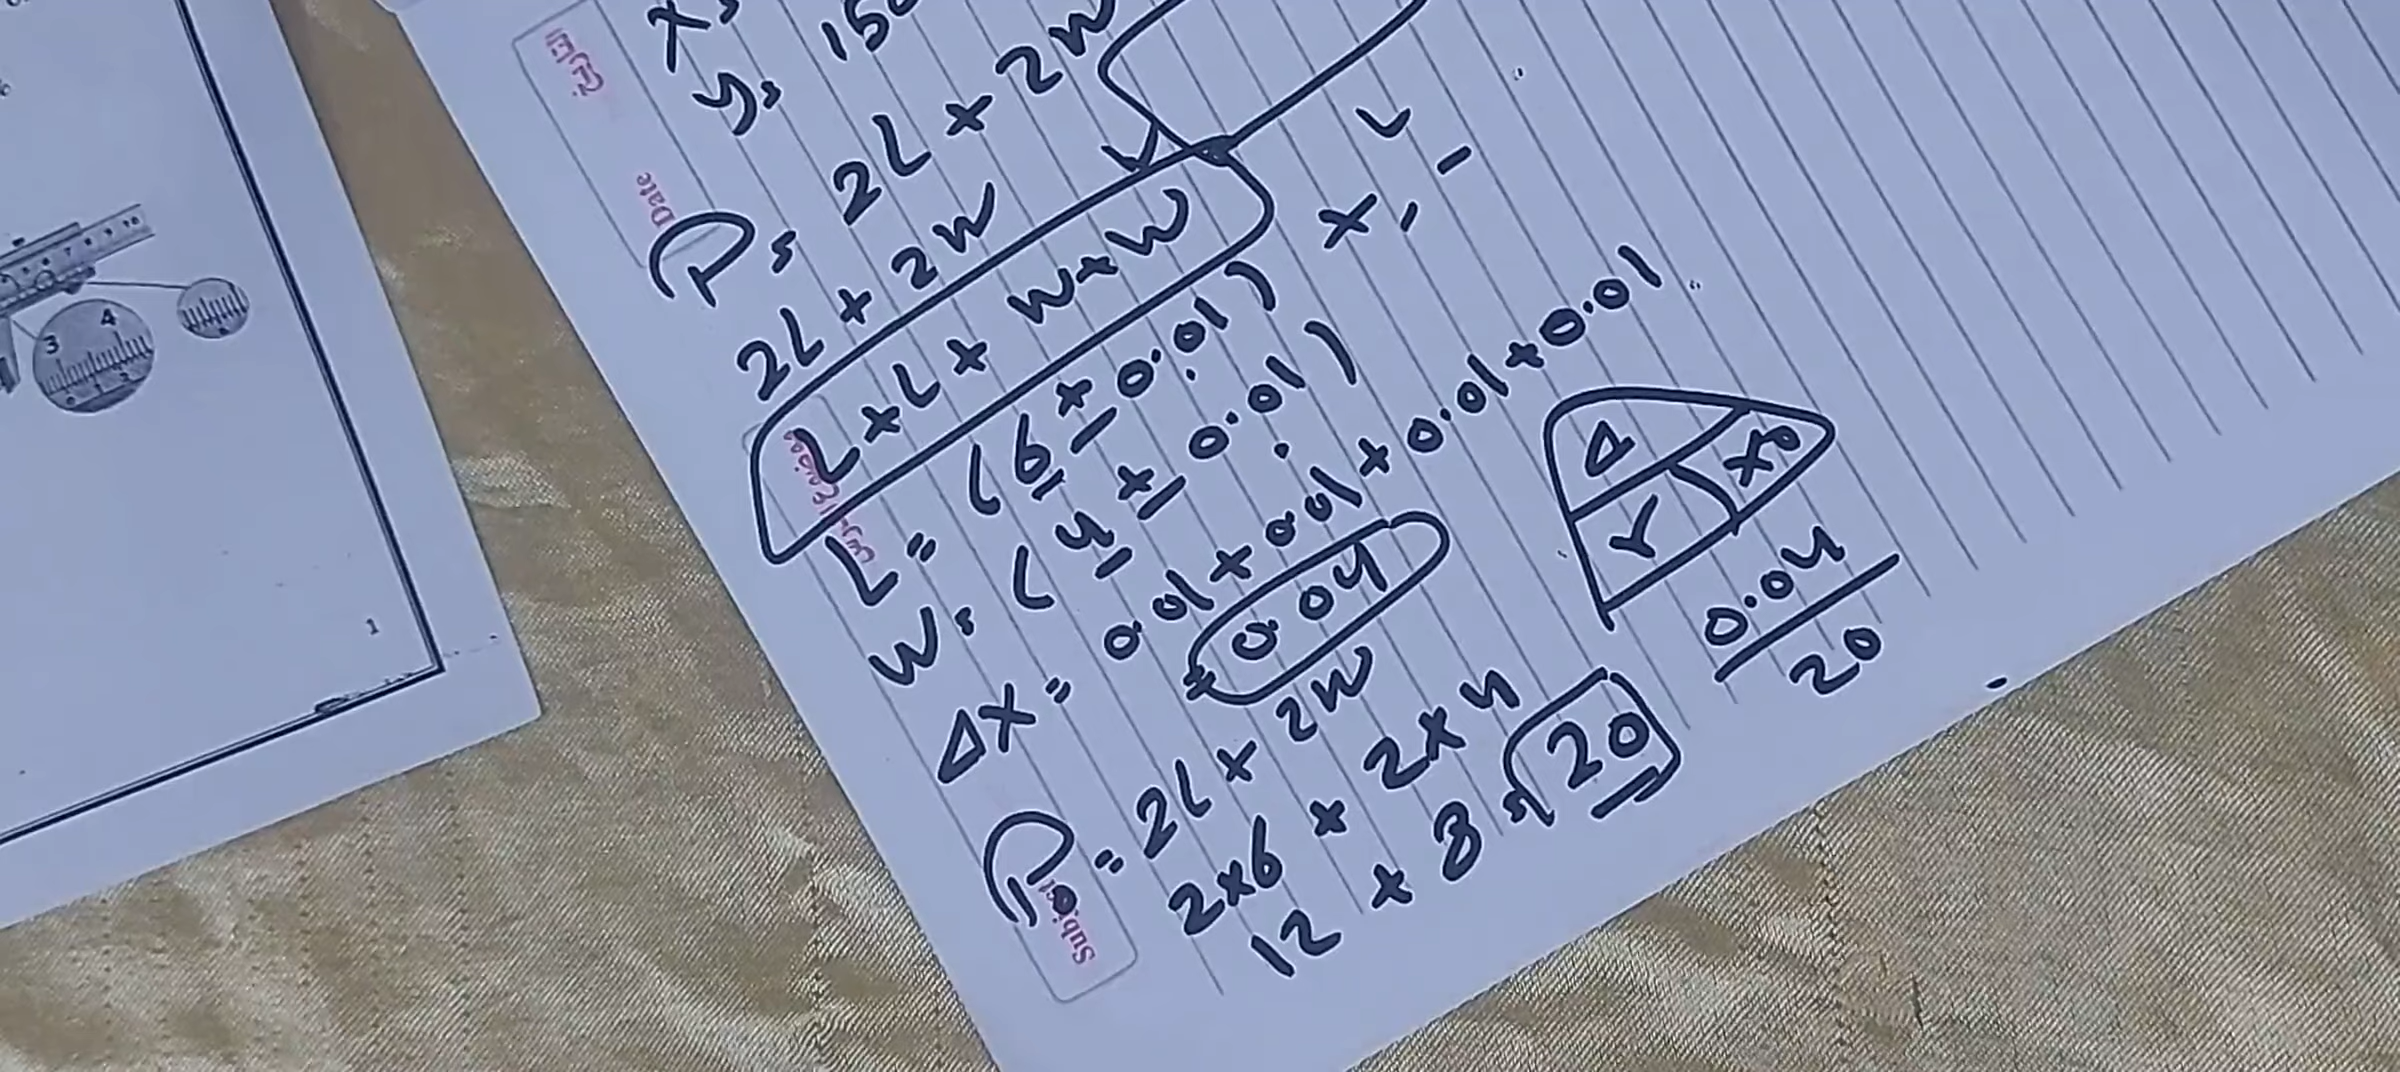 x =
y = 15
P = 2L + 2W
2L + 2W
L + L + W + W
L = (6 ± 0.01)
W = (4 ± 0.01)
Δx = 0.01 + 0.01 + 0.01 + 0.01
= 0.04
P₀ = 2L + 2W
2×6 + 2×4
12 + 8 = 20
Δ
r x₀
0.04
20
Date
Subject
3 4
1